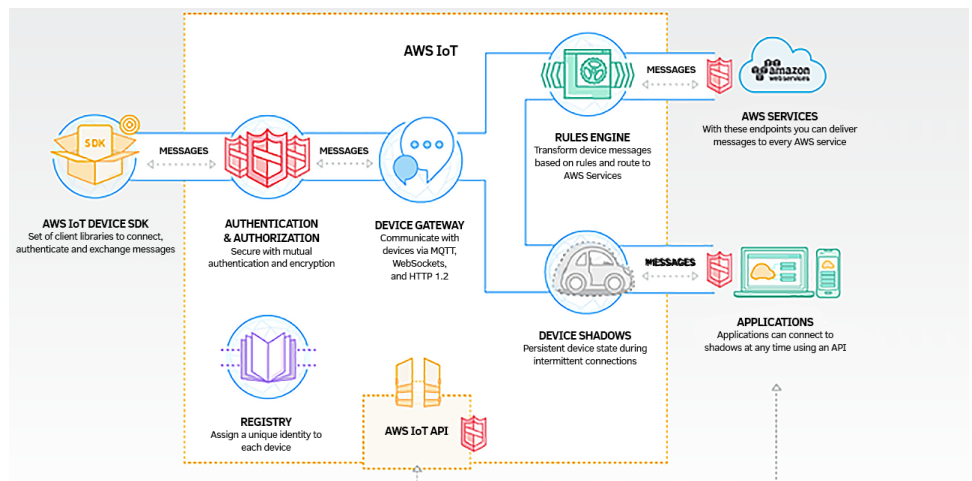 AWS IoT
SDK
MESSAGES
MESSAGES
MESSAGES
amazon
web services
AWS SERVICES
With these endpoints you can deliver
messages to every AWS service
RULES ENGINE
Transform device messages
based on rules and route to
AWS Services
AWS IoT DEVICE SDK
Set of client libraries to connect,
authenticate and exchange messages
AUTHENTICATION
& AUTHORIZATION
Secure with mutual
authentication and encryption
DEVICE GATEWAY
Communicate with
devices via MQTT,
WebSockets,
and HTTP 1.2
MESSAGES
DEVICE SHADOWS
Persistent device state during
intermittent connections
APPLICATIONS
Applications can connect to
shadows at any time using an API
REGISTRY
Assign a unique identity to
each device
AWS IoT API